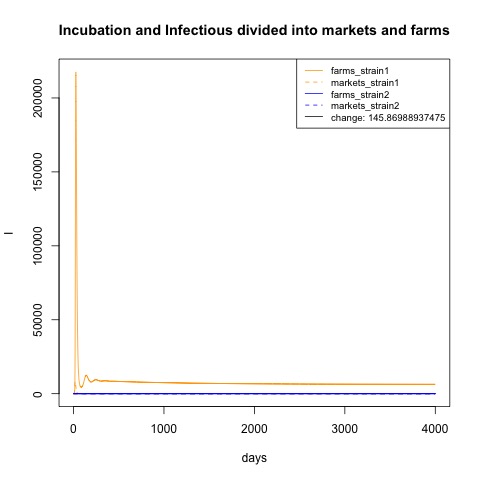 Incubation and Infectious divided into markets and farms
farms_strain1
markets_strain1
farms_strain2
markets_strain2
change: 145.86988937475
200000
150000
100000
50000
0
I
0 1000 2000 3000 4000
days